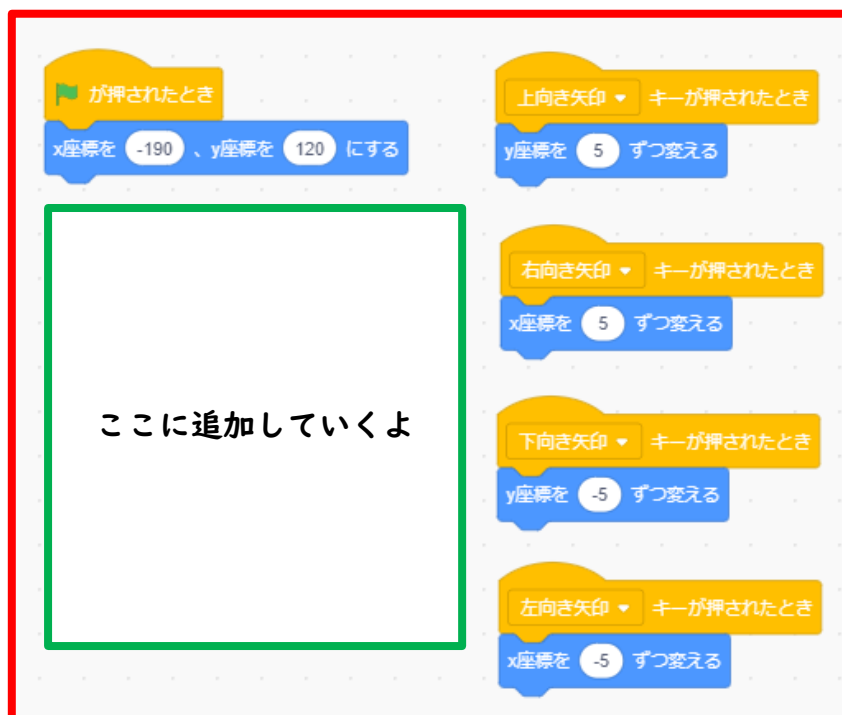 が押されたとき
x座標を -190 、y座標を 120 にする
ここに追加していくよ
上向き矢印 キーが押されたとき
y座標を 5 ずつ変える
右向き矢印 キーが押されたとき
x座標を 5 ずつ変える
下向き矢印 キーが押されたとき
y座標を -5 ずつ変える
左向き矢印 キーが押されたとき
x座標を -5 ずつ変える